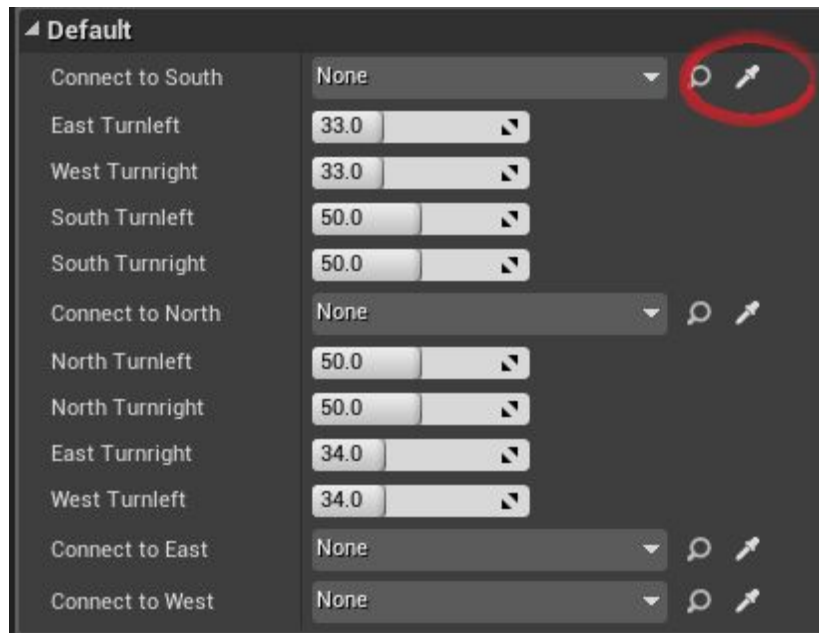 Default
Connect to South None
East Turnleft 33.0
West Turnright 33.0
South Turnleft 50.0
South Turnright 50.0
Connect to North None
North Turnleft 50.0
North Turnright 50.0
East Turnright 34.0
West Turnleft 34.0
Connect to East None
Connect to West None